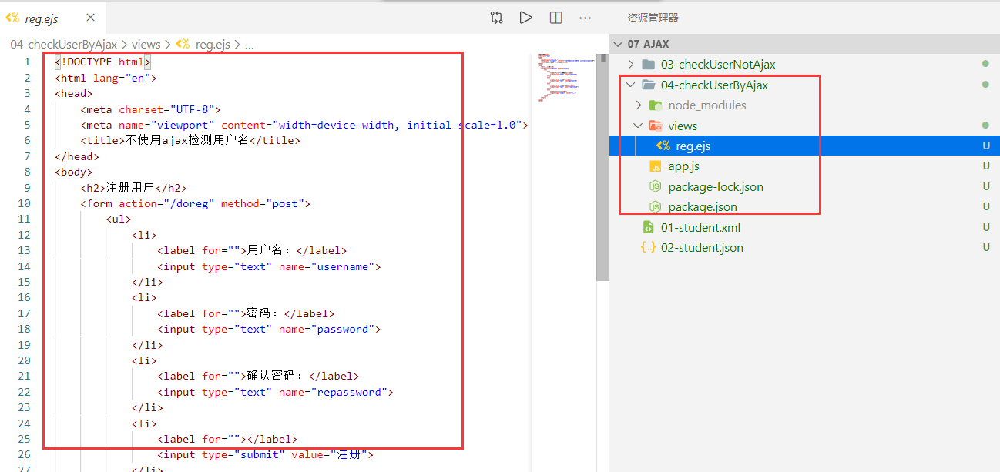 reg.ejs
04-checkUserByAjax > views > reg.ejs > ...
1 <!DOCTYPE html>
2 <html lang="en">
3 <head>
4 <meta charset="UTF-8">
5 <meta name="viewport" content="width=device-width, initial-scale=1.0">
6 <title>不使用ajax检测用户名</title>
7 </head>
8 <body>
9 <h2>注册用户</h2>
10 <form action="/doreg" method="post">
11 <ul>
12 <li>
13 <label for="">用户名：</label>
14 <input type="text" name="username">
15 </li>
16 <li>
17 <label for="">密码：</label>
18 <input type="text" name="password">
19 </li>
20 <li>
21 <label for="">确认密码：</label>
22 <input type="text" name="repassword">
23 </li>
24 <li>
25 <label for=""></label>
26 <input type="submit" value="注册">
27 </li>
资源管理器
07-AJAX
03-checkUserNotAjax
04-checkUserByAjax
node_modules
views
reg.ejs U
JS app.js U
package-lock.json U
package.json U
01-student.xml U
02-student.json U